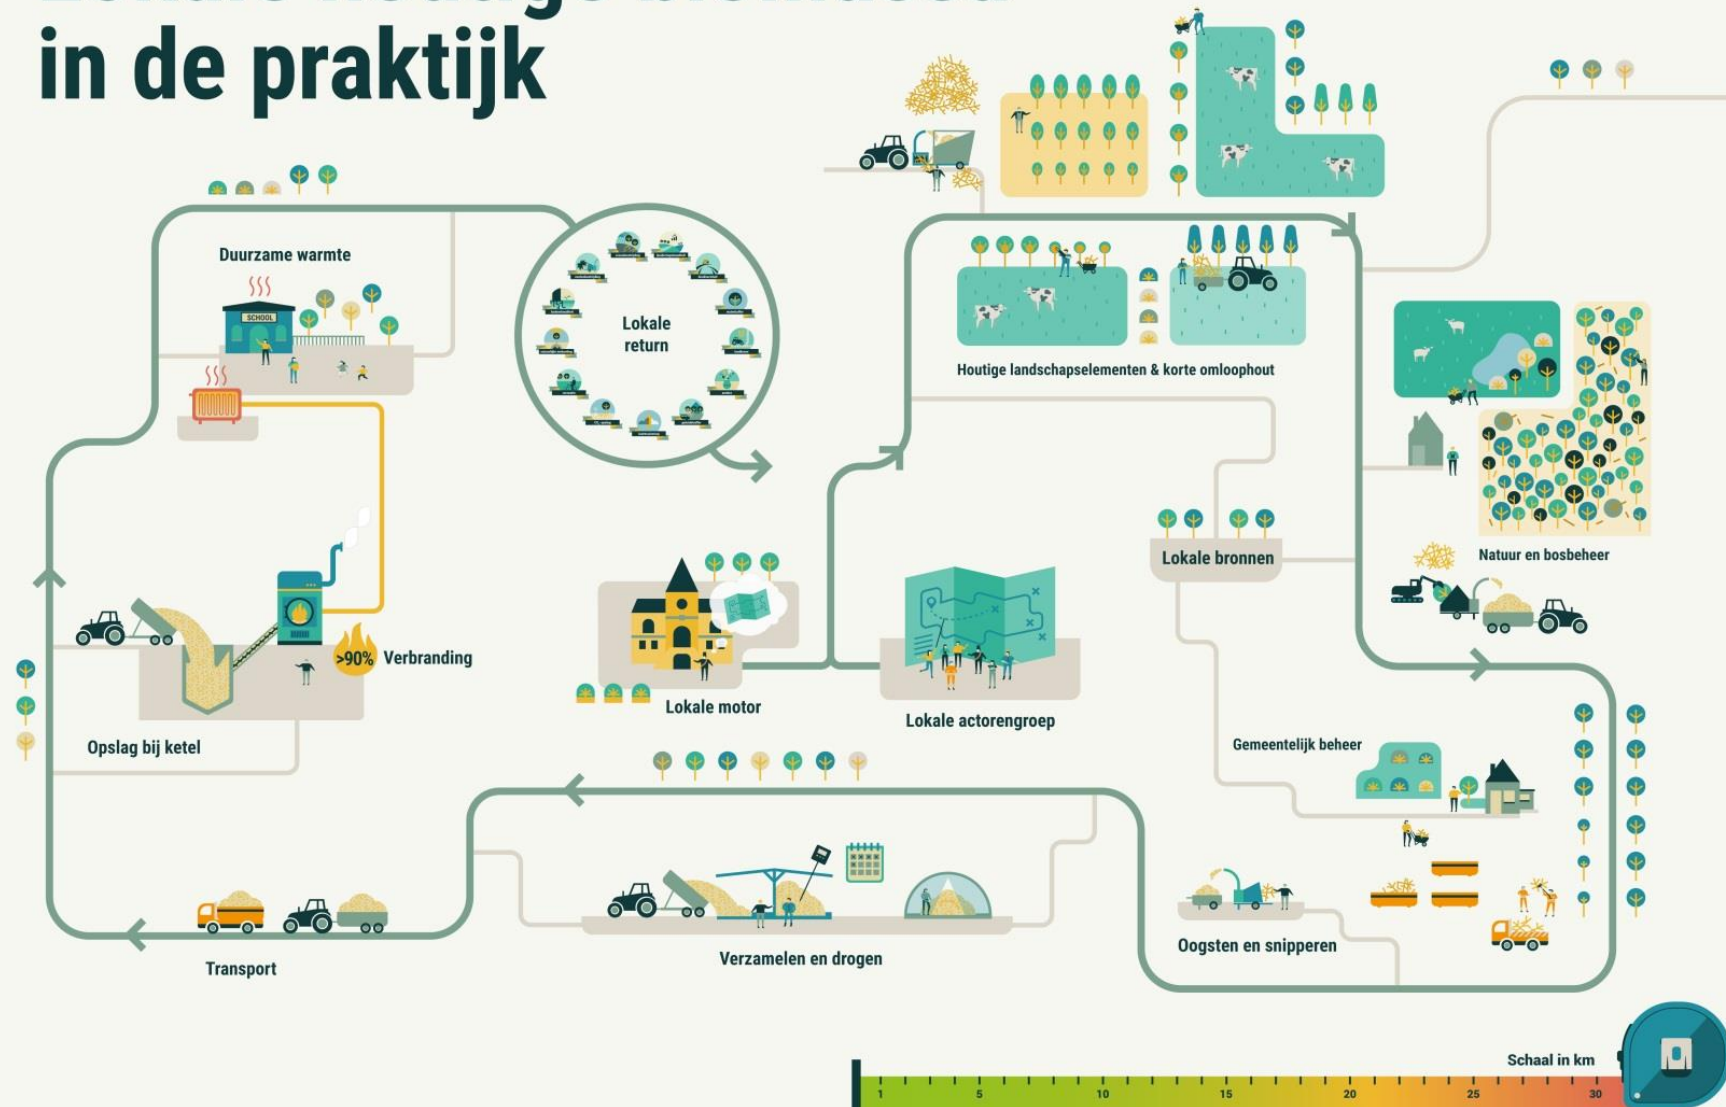 in de praktijk
Duurzame warmte
SCHOOL
Lokale
return
Houtige landschapselementen & korte omloophout
Lokale bronnen
Natuur en bosbeheer
>90% Verbranding
Opslag bij ketel
Lokale motor
Lokale actorengroep
Gemeentelijk beheer
Transport
Verzamelen en drogen
Oogsten en snipperen
Schaal in km
1 5 10 15 20 25 30